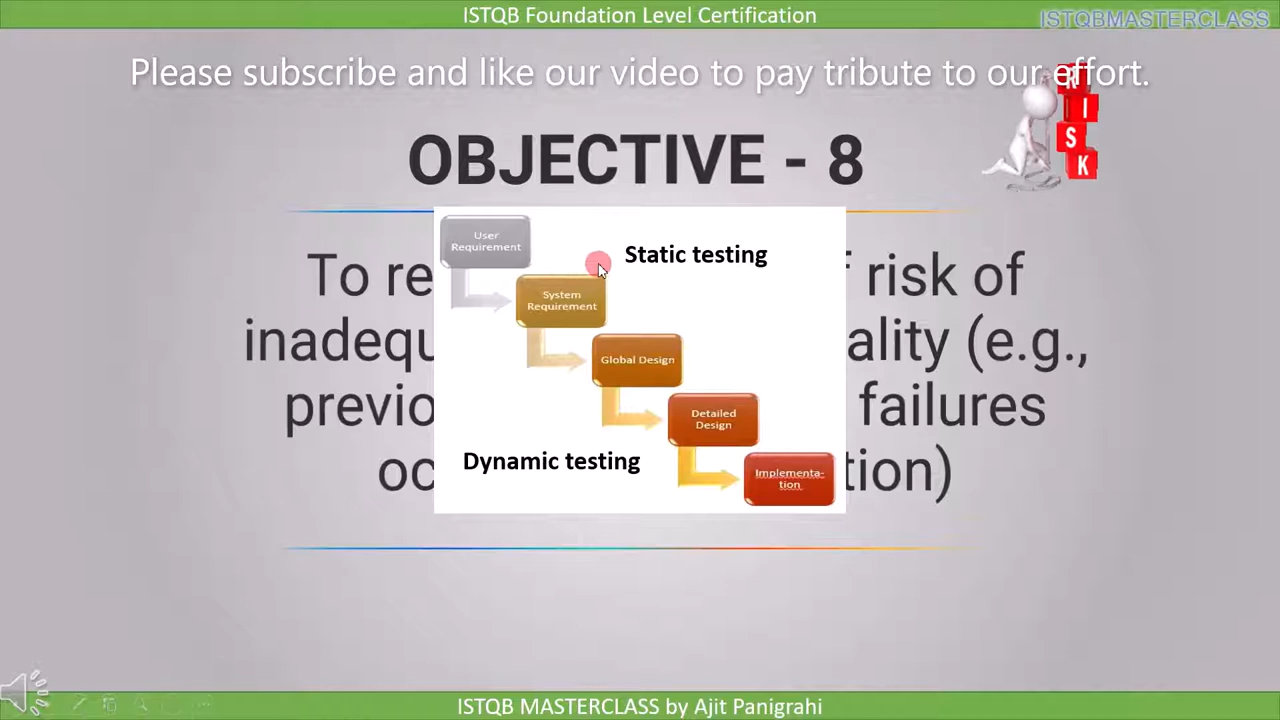 ISTQB Foundation Level Certification
ISTQBMASTERCLASS
Please subscribe and like our video to pay tribute to our effort.
R
I
S
K
OBJECTIVE - 8
User
Requirement
Static testing
To re risk of
System
Requirement
inadequ ality (e.g.,
Global Design
previo failures
Detailed
Design
Dynamic testing
oc tion)
Implementa-
tion
ISTQB MASTERCLASS by Ajit Panigrahi